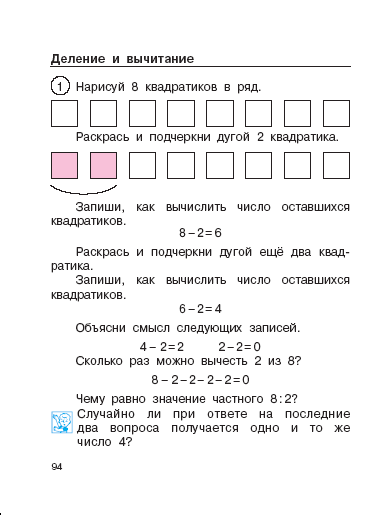 Деление и вычитание
1 Нарисуй 8 квадратиков в ряд.
Раскрась и подчеркни дугой 2 квадратика.
Запиши, как вычислить число оставшихся
квадратиков.
8 – 2 = 6
Раскрась и подчеркни дугой ещё два квад-
ратика.
Запиши, как вычислить число оставшихся
квадратиков.
6 – 2 = 4
Объясни смысл следующих записей.
4 – 2 = 2 2 – 2 = 0
Сколько раз можно вычесть 2 из 8?
8 – 2 – 2 – 2 – 2 = 0
Чему равно значение частного 8 : 2?
Случайно ли при ответе на последние
два вопроса получается одно и то же
число 4?
94